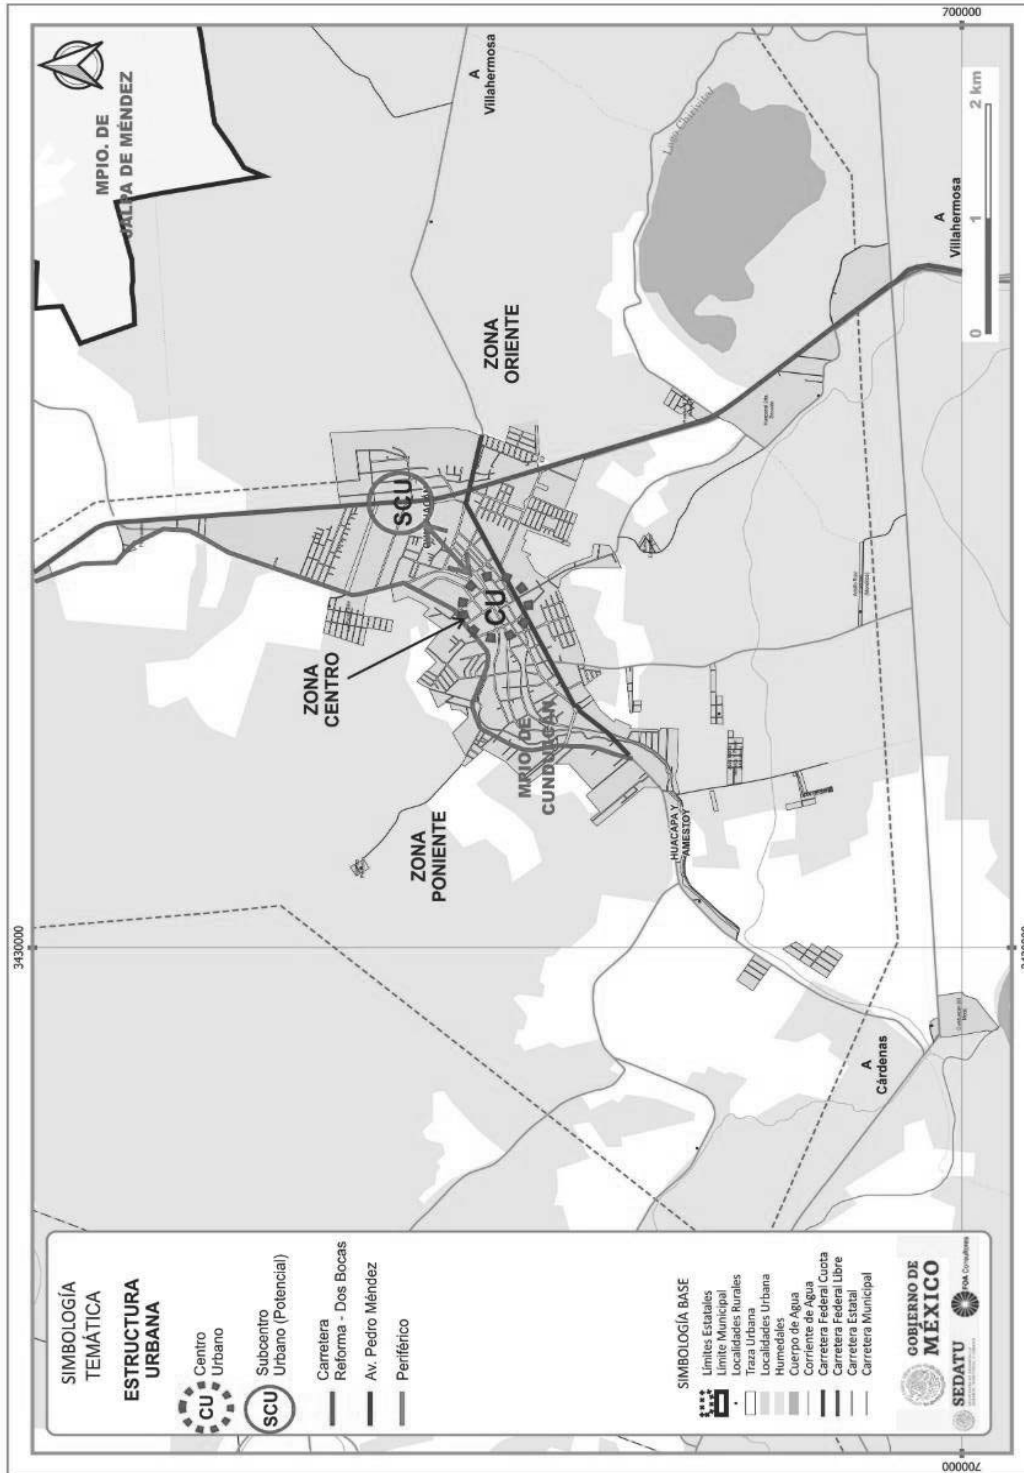 SIMBOLOGÍA
TEMÁTICA
ESTRUCTURA
URBANA
CU
Centro
Urbano
SCU
Subcentro
Urbano (Potencial)
Carretera
Reforma - Dos Bocas
Av. Pedro Méndez
Periférico
SIMBOLOGÍA BASE
Límites Estatales
Límite Municipal
Localidades Rurales
Traza Urbana
Localidades Urbana
Humedales
Cuerpo de Agua
Corriente de Agua
Carretera Federal Cuota
Carretera Federal Libre
Carretera Estatal
Carretera Municipal
GOBIERNO DE
MÉXICO
SEDATU
FOA Consultores
3430000
700000
700000
MPIO. DE
JALPA DE MÉNDEZ
A
Villahermosa
ZONA
ORIENTE
SCU
CU
ZONA
CENTRO
ZONA
PONIENTE
MPIO. DE
CUNDUACÁN
HUACAPA Y
AMESTOY
A
Cárdenas
A
Villahermosa
0 1 2 km